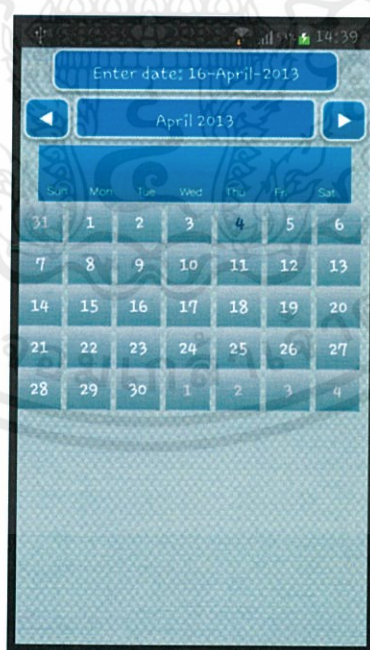 14:39
Enter date: 16-April-2013
April 2013
Sun Mon Tue Wed Thu Fri Sat
31 1 2 3 4 5 6
7 8 9 10 11 12 13
14 15 16 17 18 19 20
21 22 23 24 25 26 27
28 29 30 1 2 3 4